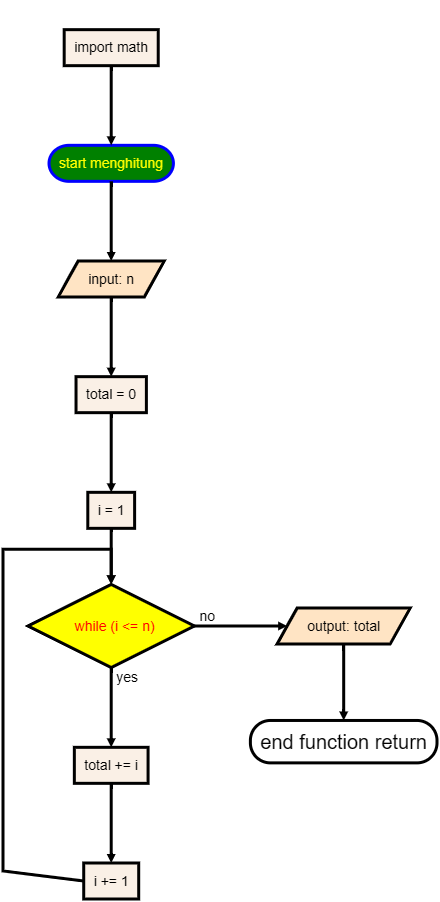 import math
start menghitung
input: n
total = 0
i = 1
while (i <= n)
no
output: total
yes
end function return
total += i
i += 1